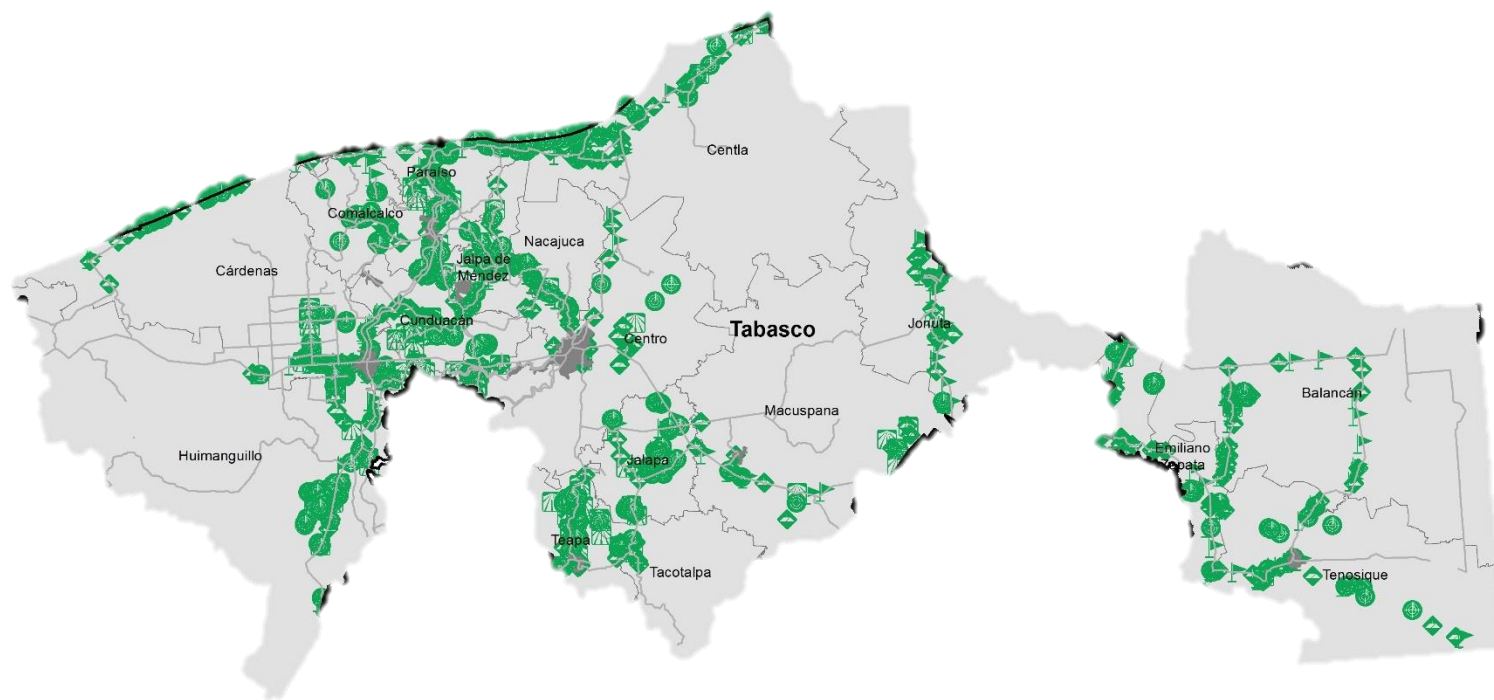 Centla
Paraíso
Comalcalco
Nacajuca
Jalpa de
Méndez
Cárdenas
Cunduacán
Tabasco
Centro
Jonuta
Balancán
Macuspana
Huimanguillo
Jalapa
Emiliano
Zapata
Teapa
Tacotalpa
Tenosique